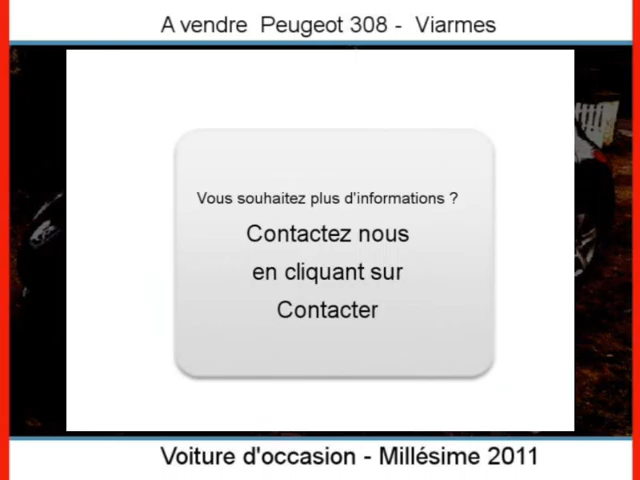 A vendre Peugeot 308 - Viarmes
Vous souhaitez plus d'informations ?
Contactez nous
en cliquant sur
Contacter
Voiture d'occasion - Millésime 2011